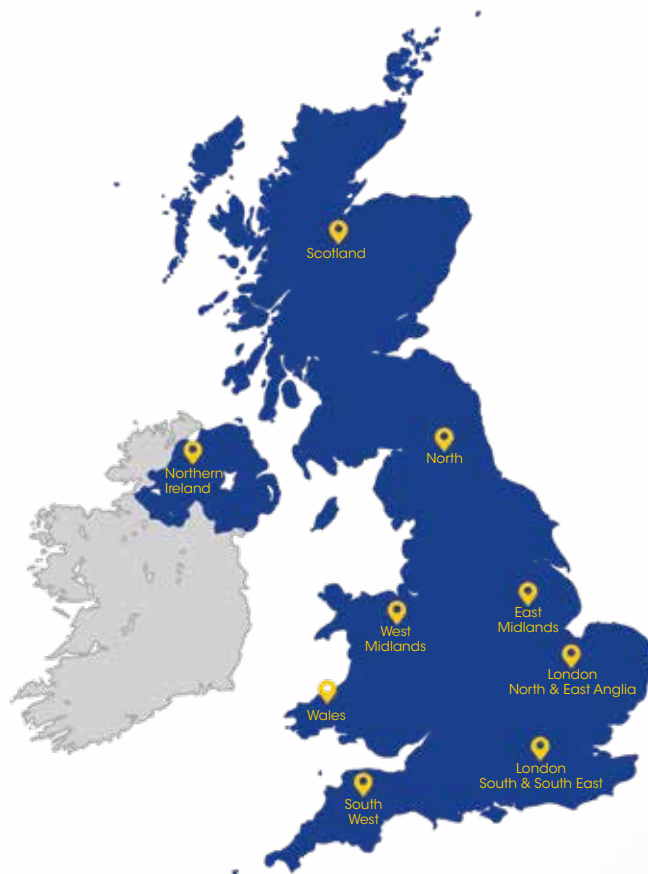 Scotland
North
Northern
Ireland
East
Midlands
West
Midlands
London
North & East Anglia
Wales
London
South & South East
South
West